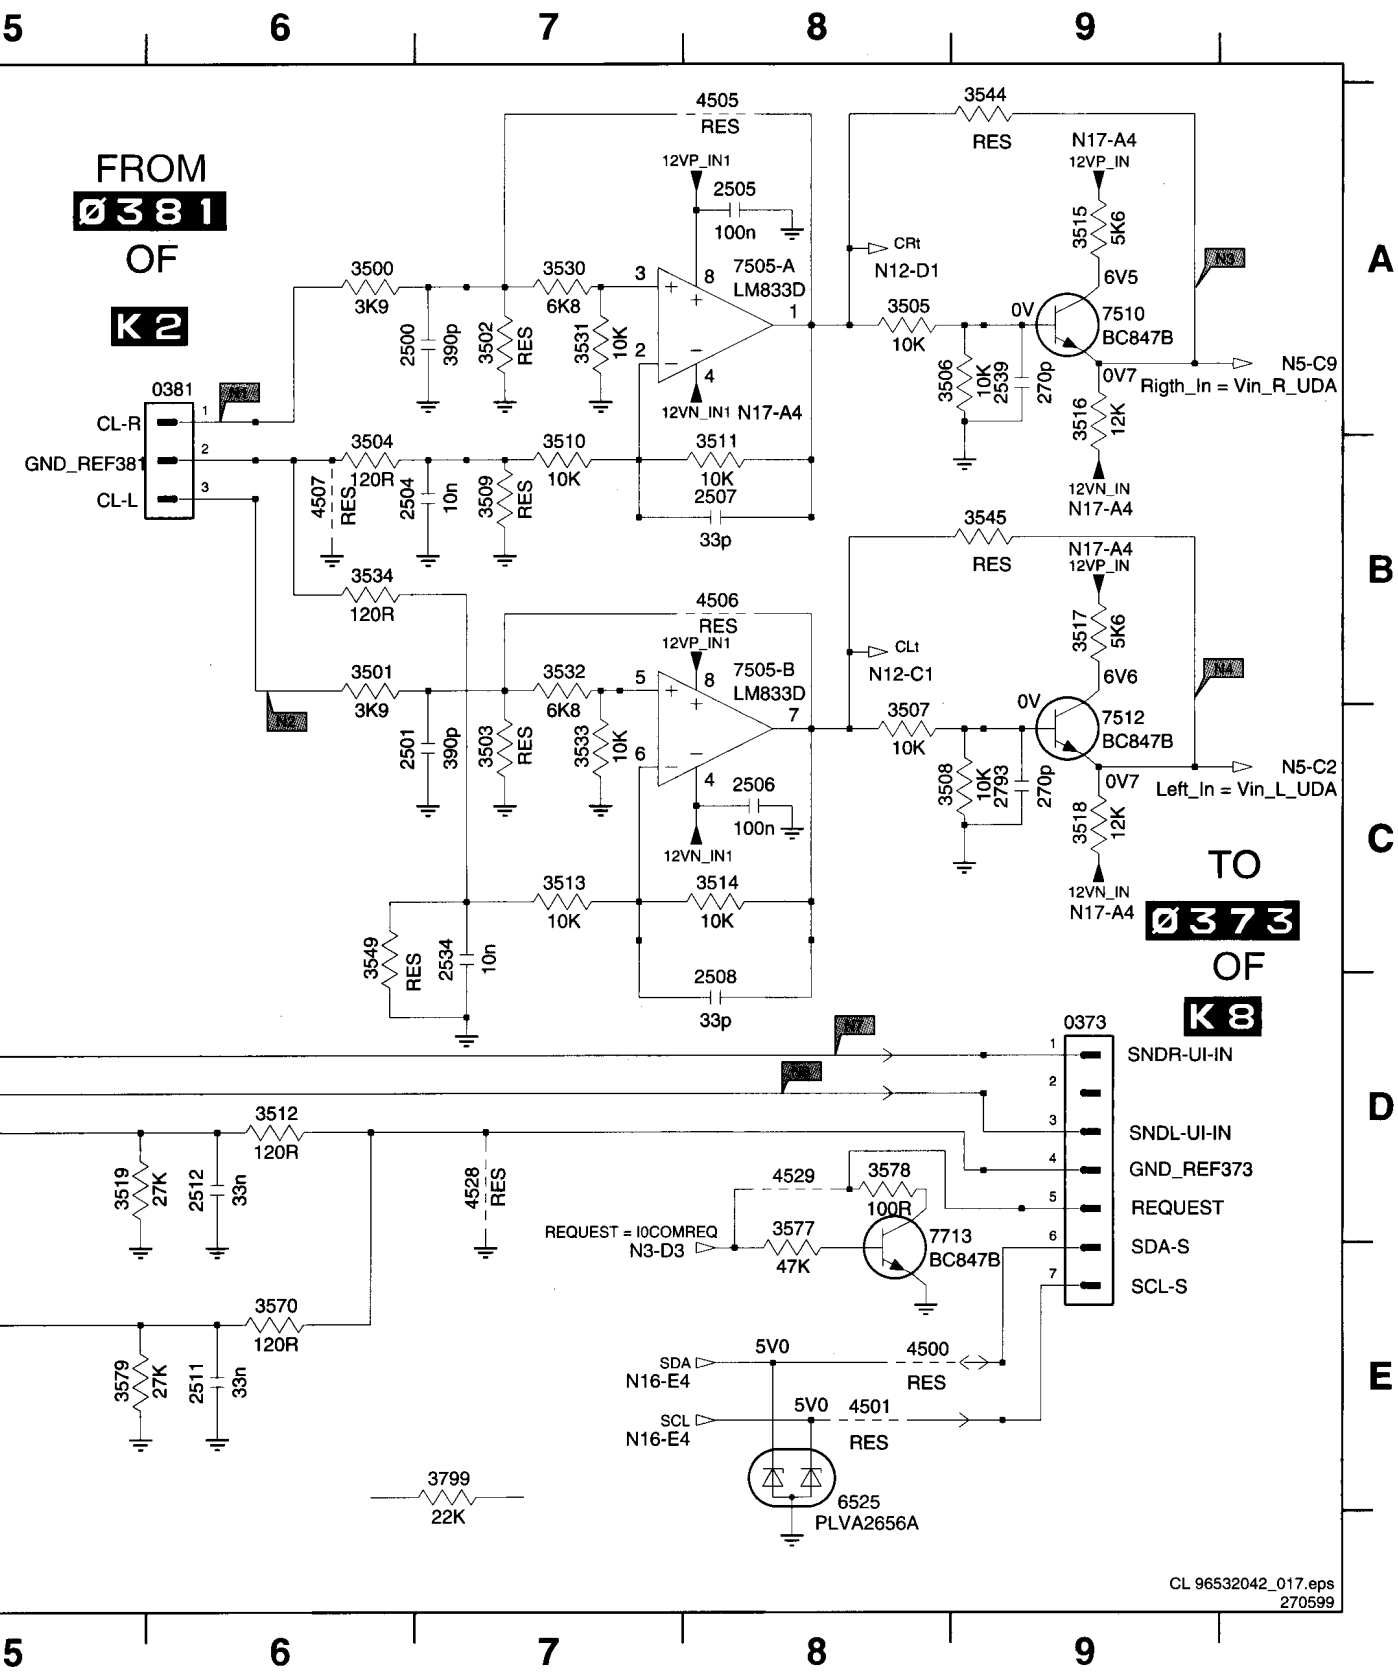 5 6 7 8 9
4505
RES
3544
RES
N17-A4
12VP_IN
FROM
Ø381
OF
K 2
12VP_IN1
2505
100n
3515
5K6
CRt
N12-D1
N3
A
3500
3K9
3530
6K8
3
8
7505-A
LM833D
1
6V5
2500
390p
3502
RES
3531
10K
2
4
3505
10K
0V
7510
BC847B
3506
10K
2539
270p
0V7
N5-C9
Rigth_In = Vin_R_UDA
3516
12K
0381
N1
12VN_IN1 N17-A4
CL-R
1
GND_REF381
2
CL-L
3
3504
120R
3510
10K
3511
10K
4507
RES
2504
10n
3509
RES
2507
33p
12VN_IN
N17-A4
3545
RES
N17-A4
12VP_IN
B
3534
120R
4506
RES
12VP_IN1
3517
5K6
CLt
N12-C1
N4
3501
3K9
3532
6K8
5
8
7505-B
LM833D
7
6V6
N2
2501
390p
3503
RES
3533
10K
6
4
3507
10K
0V
7512
BC847B
2506
100n
3508
10K
2793
270p
0V7
N5-C2
Left_In = Vin_L_UDA
3518
12K
12VN_IN1
C
TO
Ø373
OF
K 8
3513
10K
3514
10K
12VN_IN
N17-A4
3549
RES
2534
10n
2508
33p
N7
0373
1
SNDR-UI-IN
2
D
3
SNDL-UI-IN
4
GND_REF373
5
REQUEST
6
SDA-S
7
SCL-S
3512
120R
3519
27K
2512
33n
4528
RES
4529
3578
100R
REQUEST = I0COMREQ
N3-D3
3577
47K
7713
BC847B
3570
120R
3579
27K
2511
33n
SDA
N16-E4
5V0
4500
RES
E
SCL
N16-E4
5V0
4501
RES
3799
22K
6525
PLVA2656A
CL 96532042_017.eps
270599
5 6 7 8 9